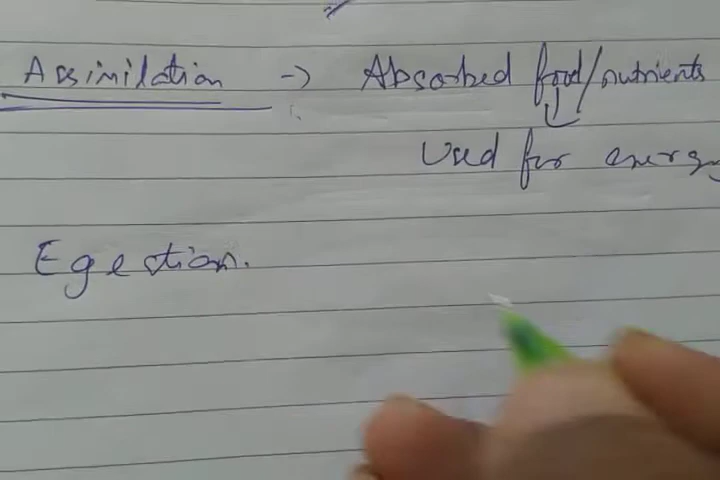 Assimilation → Absorbed food/nutrients
Used for energy
Egestion.